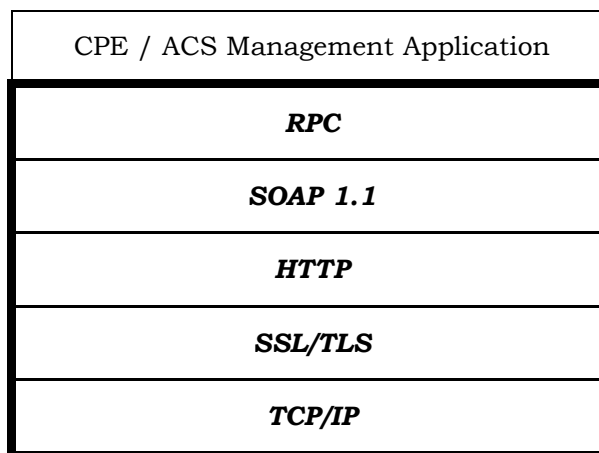 CPE / ACS Management Application
RPC
SOAP 1.1
HTTP
SSL/TLS
TCP/IP